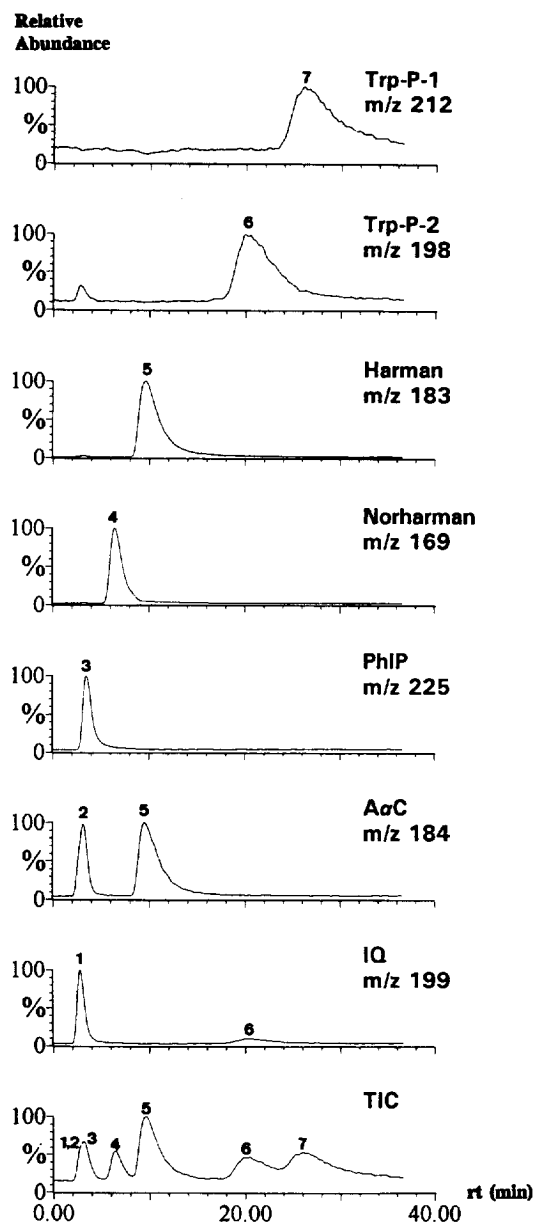 Relative
Abundance
100
%
0
7
Trp-P-1
m/z 212
100
%
0
6
Trp-P-2
m/z 198
100
%
0
5
Harman
m/z 183
100
%
0
4
Norharman
m/z 169
100
%
0
3
PhIP
m/z 225
100
%
0
2
5
AαC
m/z 184
100
%
0
1
6
IQ
m/z 199
100
%
0
1,2
3
4
5
6
7
TIC
0.00
20.00
40.00
rt (min)